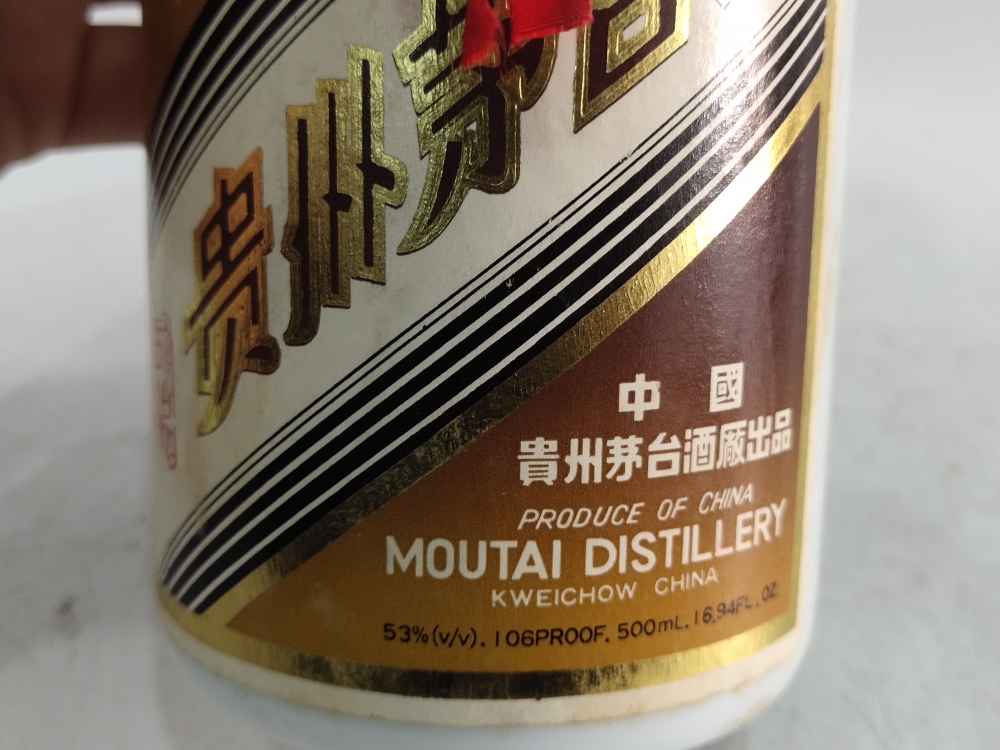 贵州茅台
中國
貴州茅台酒廠出品
PRODUCE OF CHINA
MOUTAI DISTILLERY
KWEICHOW CHINA
53%(v/v). 106PROOF. 500mL. 16.94FL. OZ.